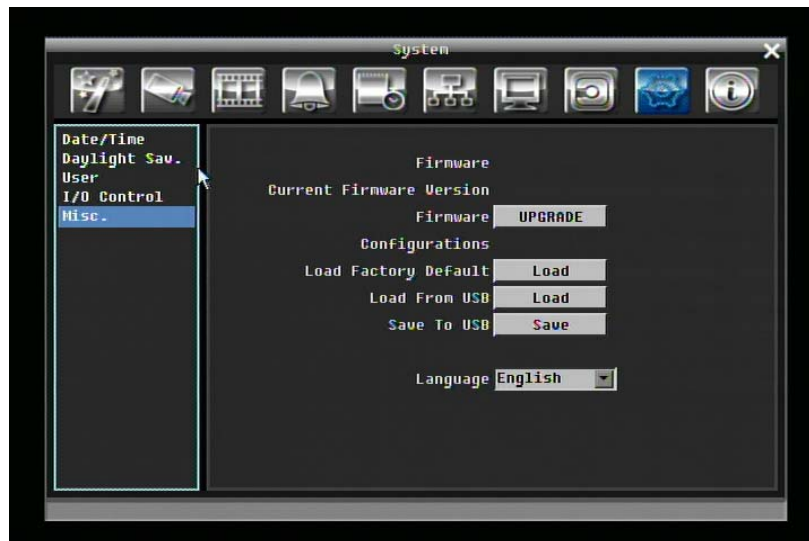 System
Date/Time
Daylight Sav.
User
I/O Control
Misc.
Firmware
Current Firmware Version
Firmware UPGRADE
Configurations
Load Factory Default Load
Load From USB Load
Save To USB Save
Language English